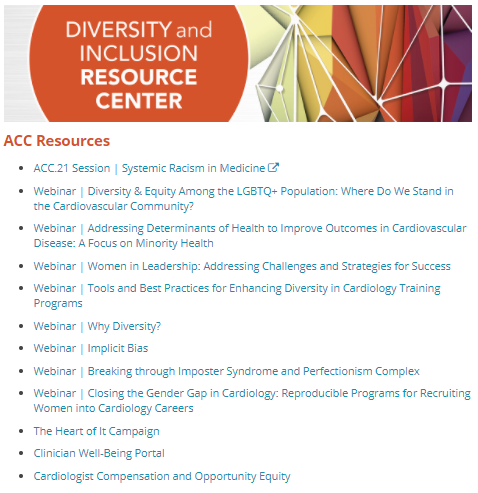 DIVERSITY and
INCLUSION
RESOURCE
CENTER
ACC Resources
ACC.21 Session | Systemic Racism in Medicine
Webinar | Diversity & Equity Among the LGBTQ+ Population: Where Do We Stand in
the Cardiovascular Community?
Webinar | Addressing Determinants of Health to Improve Outcomes in Cardiovascular
Disease: A Focus on Minority Health
Webinar | Women in Leadership: Addressing Challenges and Strategies for Success
Webinar | Tools and Best Practices for Enhancing Diversity in Cardiology Training
Programs
Webinar | Why Diversity?
Webinar | Implicit Bias
Webinar | Breaking through Imposter Syndrome and Perfectionism Complex
Webinar | Closing the Gender Gap in Cardiology: Reproducible Programs for Recruiting
Women into Cardiology Careers
The Heart of It Campaign
Clinician Well-Being Portal
Cardiologist Compensation and Opportunity Equity